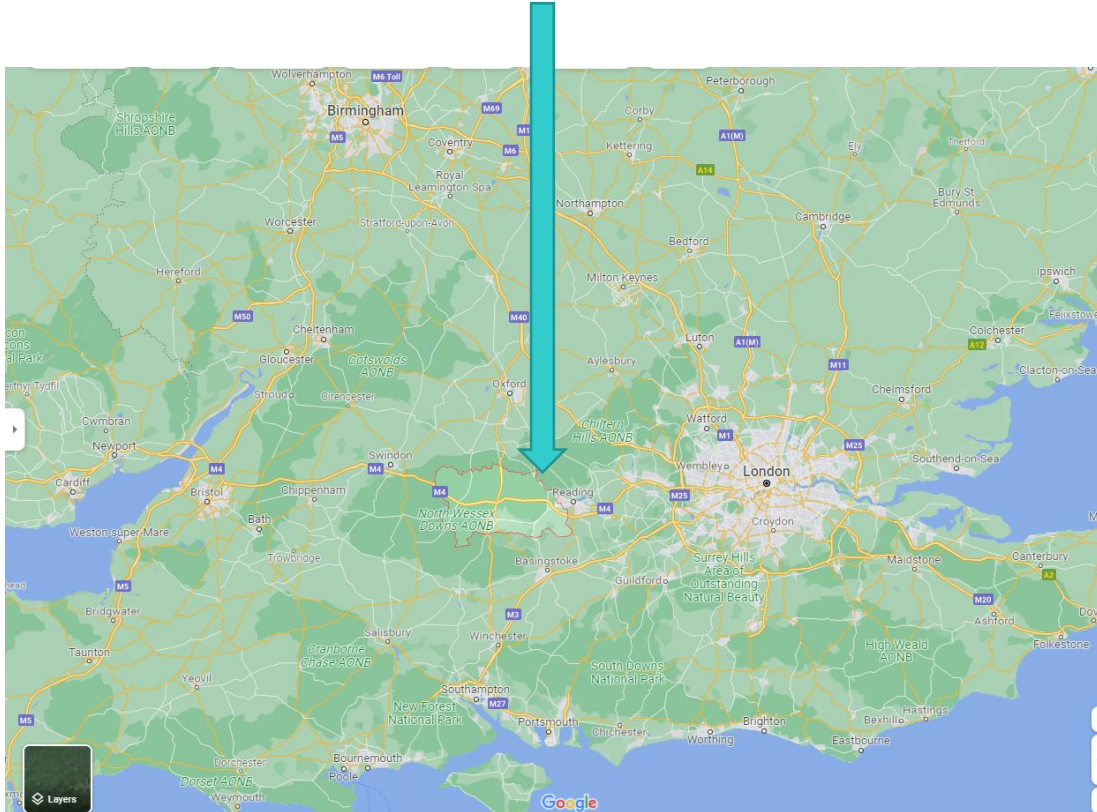 Wolverhampton
M6 Toll
Peterborough
Birmingham
M69
Corby
Shropshire
Hills AONB
M1
A1(M)
M5
Coventry
M6
Kettering
Ely
Thetford
A14
Royal
Leamington Spa
Northampton
Bury St
Edmunds
Worcester
Stratford-upon-Avon
Cambridge
Bedford
Hereford
Milton Keynes
Ipswich
M50
M40
Felixstowe
Cheltenham
Luton
A1(M)
Colchester
A12
Gloucester
Cotswolds
AONB
Aylesbury
M11
Clacton-on-Sea
Oxford
Chelmsford
Stroud
Cirencester
Cwmbran
Chiltern
Hills AONB
Watford
M1
M25
Newport
Swindon
M4
M4
Wembley
London
Southend-on-Sea
Cardiff
Bristol
Chippenham
M4
Reading
M4
M25
North Wessex
Downs AONB
Bath
Croydon
Weston-super-Mare
Trowbridge
Basingstoke
Surrey Hills
Area of
Outstanding
Natural Beauty
Maidstone
Canterbury
A2
M5
Guildford
M20
Bridgwater
M3
Ashford
Folkestone
Salisbury
Winchester
Taunton
Cranborne
Chase AONB
High Weald
AONB
South Downs
National Park
Yeovil
Southampton
M27
New Forest
National Park
Hastings
M5
Portsmouth
Chichester
Brighton
Bexhill
Worthing
Eastbourne
Dorchester
Bournemouth
Poole
Dorset AONB
Weymouth
Layers
Google